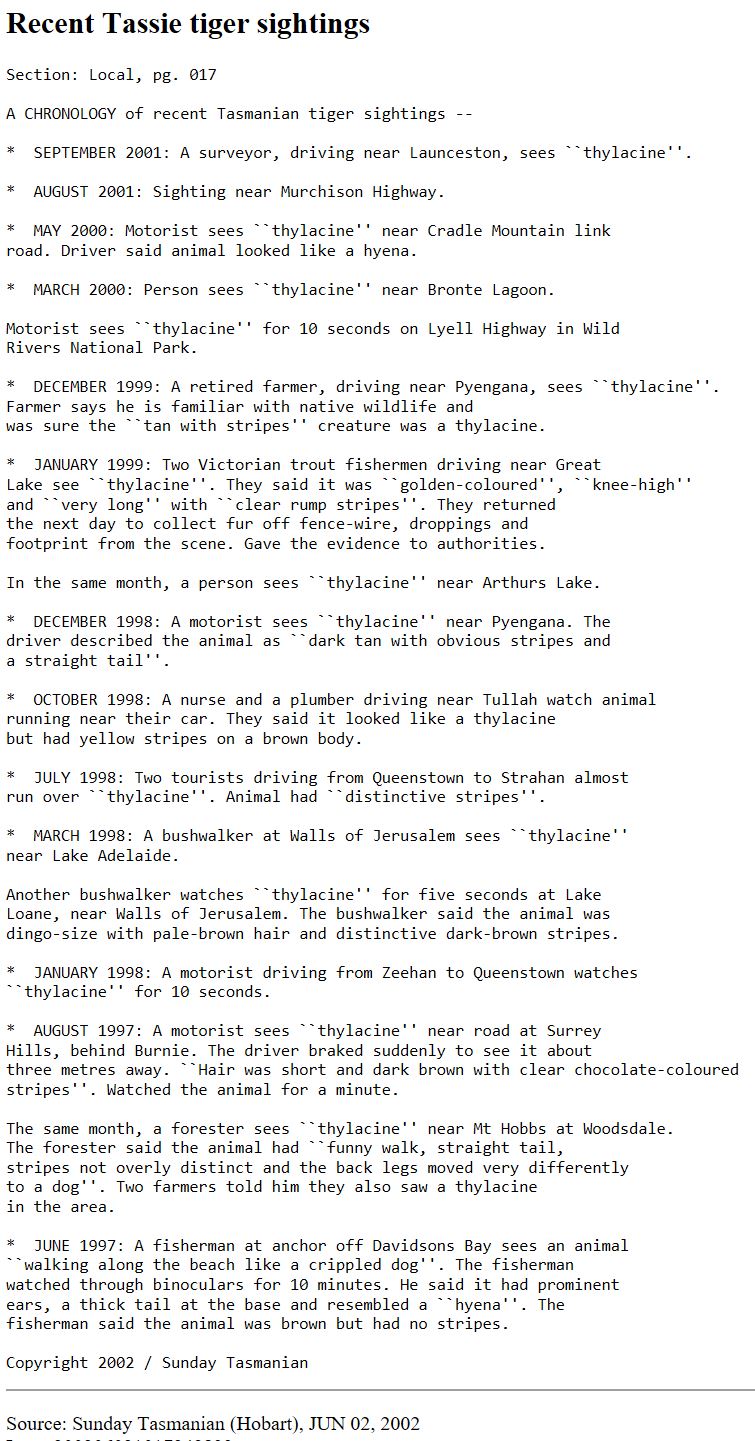 Recent Tassie tiger sightings
Section: Local, pg. 017
A CHRONOLOGY of recent Tasmanian tiger sightings --
*  SEPTEMBER 2001: A surveyor, driving near Launceston, sees ``thylacine''.
*  AUGUST 2001: Sighting near Murchison Highway.
*  MAY 2000: Motorist sees ``thylacine'' near Cradle Mountain link
road. Driver said animal looked like a hyena.
*  MARCH 2000: Person sees ``thylacine'' near Bronte Lagoon.
Motorist sees ``thylacine'' for 10 seconds on Lyell Highway in Wild
Rivers National Park.
*  DECEMBER 1999: A retired farmer, driving near Pyengana, sees ``thylacine''.
Farmer says he is familiar with native wildlife and
was sure the ``tan with stripes'' creature was a thylacine.
*  JANUARY 1999: Two Victorian trout fishermen driving near Great
Lake see ``thylacine''. They said it was ``golden-coloured'', ``knee-high''
and ``very long'' with ``clear rump stripes''. They returned
the next day to collect fur off fence-wire, droppings and
footprint from the scene. Gave the evidence to authorities.
In the same month, a person sees ``thylacine'' near Arthurs Lake.
*  DECEMBER 1998: A motorist sees ``thylacine'' near Pyengana. The
driver described the animal as ``dark tan with obvious stripes and
a straight tail''.
*  OCTOBER 1998: A nurse and a plumber driving near Tullah watch animal
running near their car. They said it looked like a thylacine
but had yellow stripes on a brown body.
*  JULY 1998: Two tourists driving from Queenstown to Strahan almost
run over ``thylacine''. Animal had ``distinctive stripes''.
*  MARCH 1998: A bushwalker at Walls of Jerusalem sees ``thylacine''
near Lake Adelaide.
Another bushwalker watches ``thylacine'' for five seconds at Lake
Loane, near Walls of Jerusalem. The bushwalker said the animal was
dingo-size with pale-brown hair and distinctive dark-brown stripes.
*  JANUARY 1998: A motorist driving from Zeehan to Queenstown watches
``thylacine'' for 10 seconds.
*  AUGUST 1997: A motorist sees ``thylacine'' near road at Surrey
Hills, behind Burnie. The driver braked suddenly to see it about
three metres away. ``Hair was short and dark brown with clear chocolate-coloured
stripes''. Watched the animal for a minute.
The same month, a forester sees ``thylacine'' near Mt Hobbs at Woodsdale.
The forester said the animal had ``funny walk, straight tail,
stripes not overly distinct and the back legs moved very differently
to a dog''. Two farmers told him they also saw a thylacine
in the area.
*  JUNE 1997: A fisherman at anchor off Davidsons Bay sees an animal
``walking along the beach like a crippled dog''. The fisherman
watched through binoculars for 10 minutes. He said it had prominent
ears, a thick tail at the base and resembled a ``hyena''. The
fisherman said the animal was brown but had no stripes.
Copyright 2002 / Sunday Tasmanian
Source: Sunday Tasmanian (Hobart), JUN 02, 2002